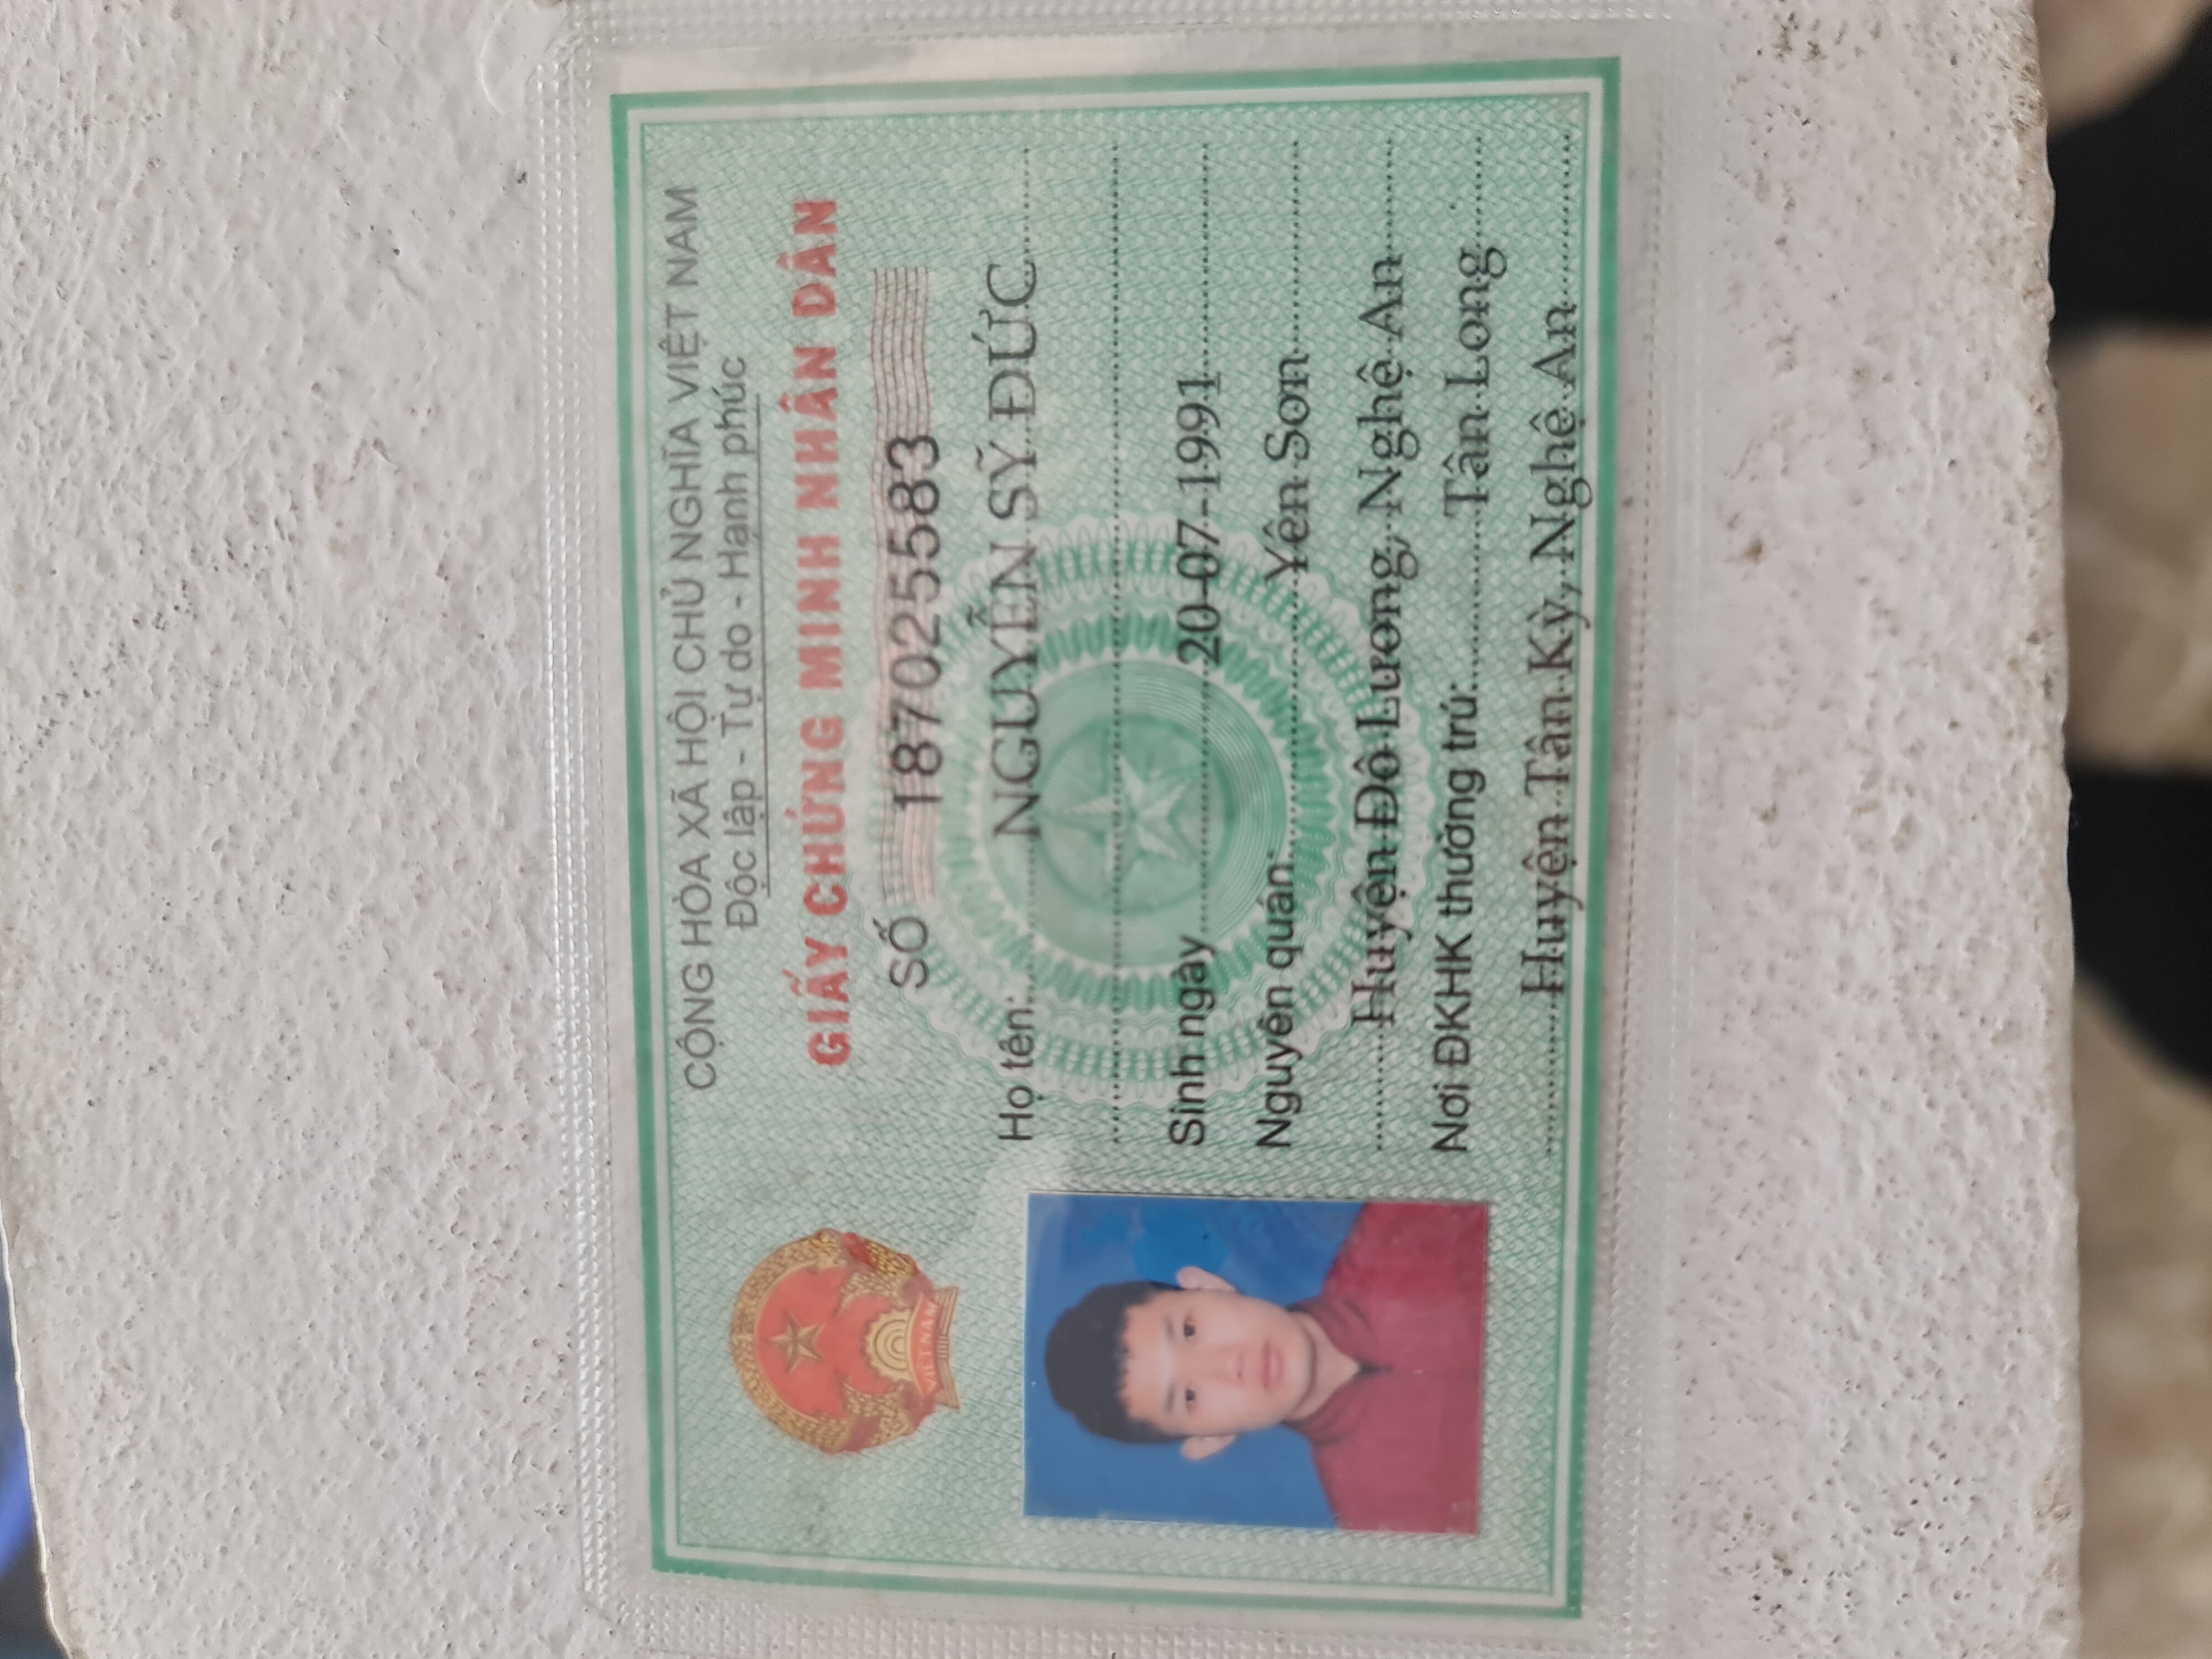 CỘNG HÒA XÃ HỘI CHỦ NGHĨA VIỆT NAM
Độc lập - Tự do - Hạnh phúc
GIẤY CHỨNG MINH NHÂN DÂN
SỐ 187025583
Họ tên: NGUYỄN SỸ ĐỨC
Sinh ngày 20-07-1991
Nguyên quán: Yên Sơn
Huyện Đô Lương, Nghệ An
Nơi ĐKHK thường trú: Tân Long
Huyện Tân Kỳ, Nghệ An
VIỆT NAM